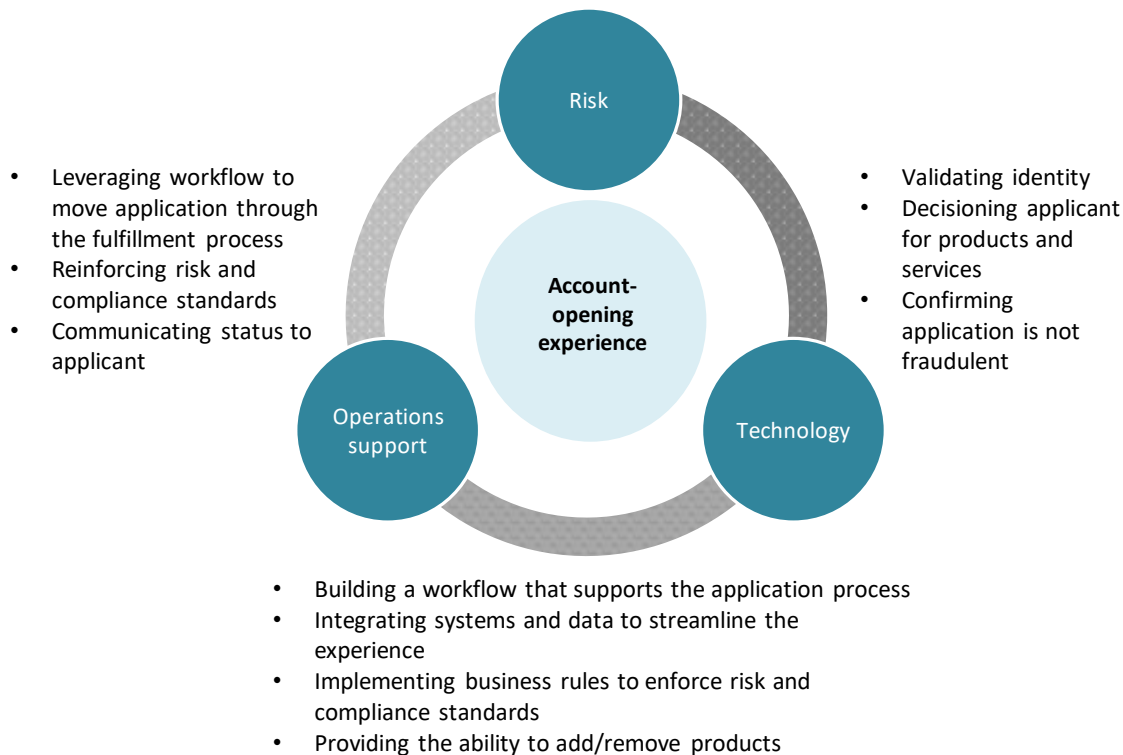 Risk
• Leveraging workflow to
move application through
the fulfillment process
• Reinforcing risk and
compliance standards
• Communicating status to
applicant
• Validating identity
• Decisioning applicant
for products and
services
• Confirming
application is not
fraudulent
Account-
opening
experience
Operations
support
Technology
• Building a workflow that supports the application process
• Integrating systems and data to streamline the
experience
• Implementing business rules to enforce risk and
compliance standards
• Providing the ability to add/remove products